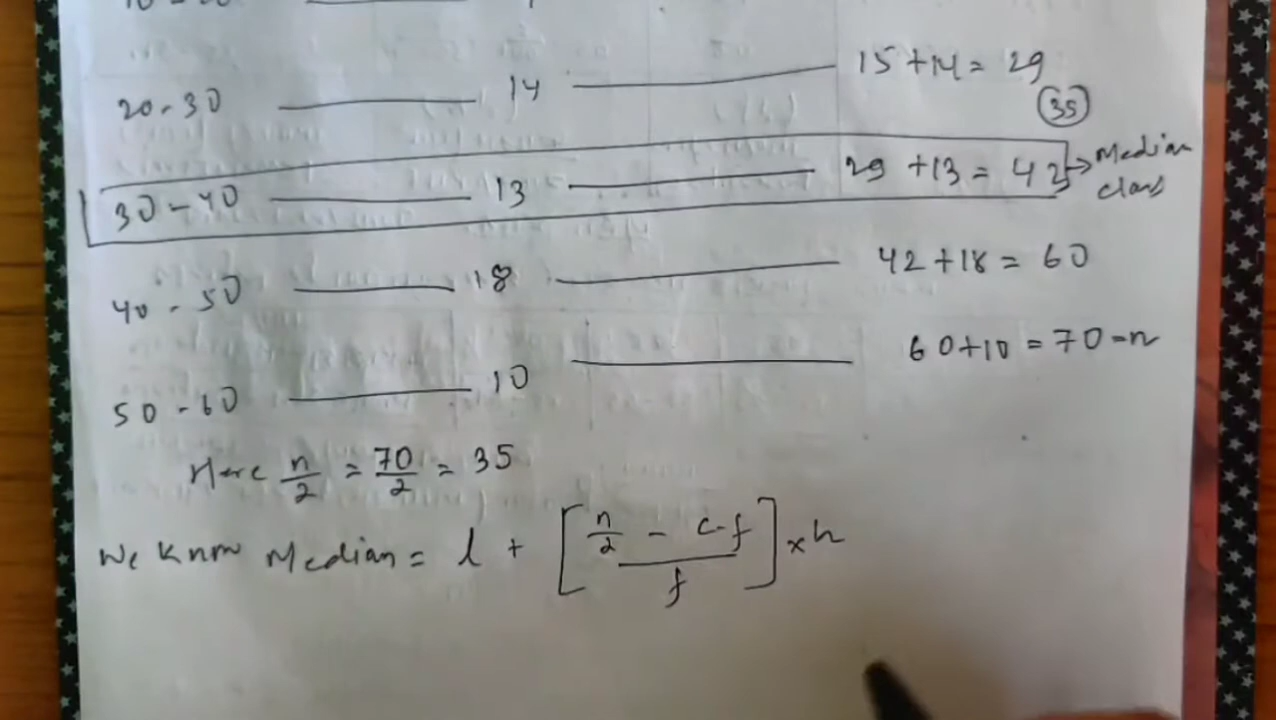 20-30 14 15+14=29
35
30-40 13 29+13=42 → Median class
40-50 18 42+18=60
50-60 10 60+10=70=n
Here n/2 = 70/2 = 35
We know Median = l + [(n/2 - c.f)/f] × h